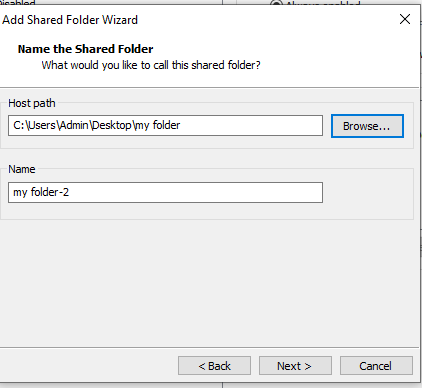 Add Shared Folder Wizard
Name the Shared Folder
What would you like to call this shared folder?
Host path
C:\Users\Admin\Desktop\my folder
Browse...
Name
my folder-2
< Back
Next >
Cancel